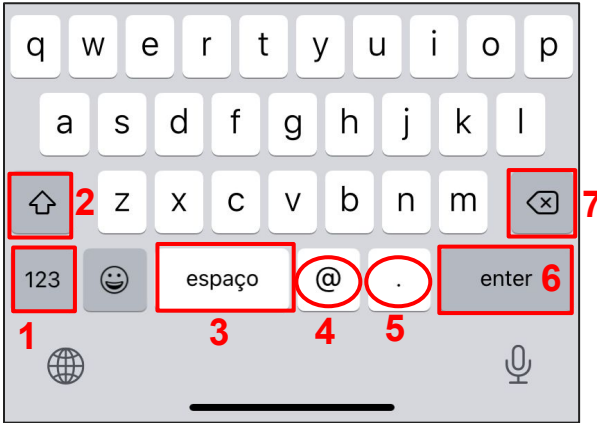 q w e r t y u i o p
a s d f g h j k l
2 z x c v b n m 7
123 espaço @ . enter 6
1 3 4 5